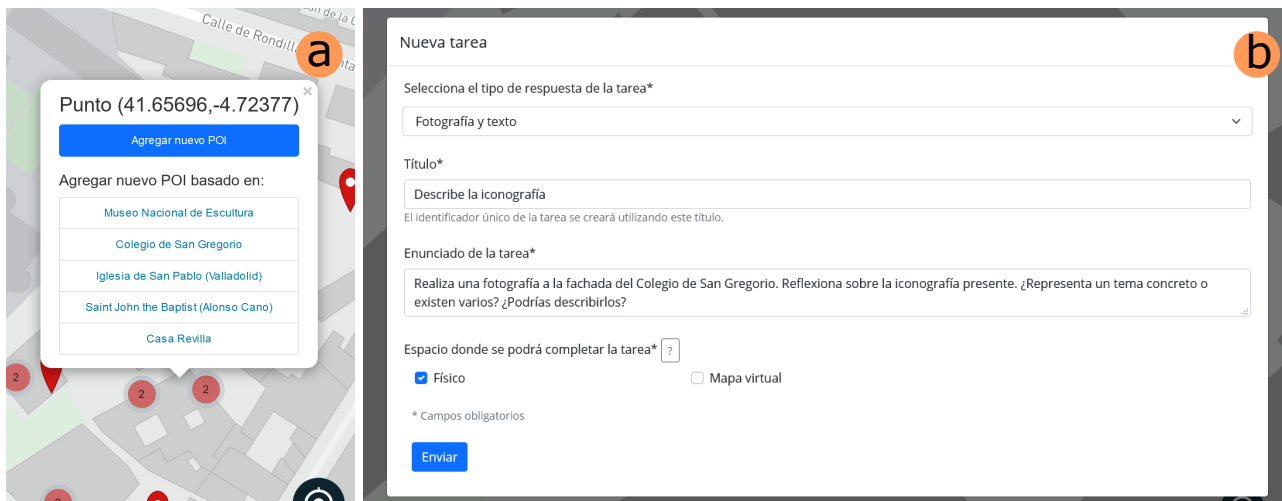 Calle de Rondill
a
Punto (41.65696,-4.72377)
×
Agregar nuevo POI
Agregar nuevo POI basado en:
Museo Nacional de Escultura
Colegio de San Gregorio
Iglesia de San Pablo (Valladolid)
Saint John the Baptist (Alonso Cano)
Casa Revilla
2
2
2
2
Nueva tarea
b
Selecciona el tipo de respuesta de la tarea*
Fotografía y texto
Título*
Describe la iconografía
El identificador único de la tarea se creará utilizando este título.
Enunciado de la tarea*
Realiza una fotografía a la fachada del Colegio de San Gregorio. Reflexiona sobre la iconografía presente. ¿Representa un tema concreto o
existen varios? ¿Podrías describirlos?
Espacio donde se podrá completar la tarea* ?
Físico
Mapa virtual
* Campos obligatorios
Enviar